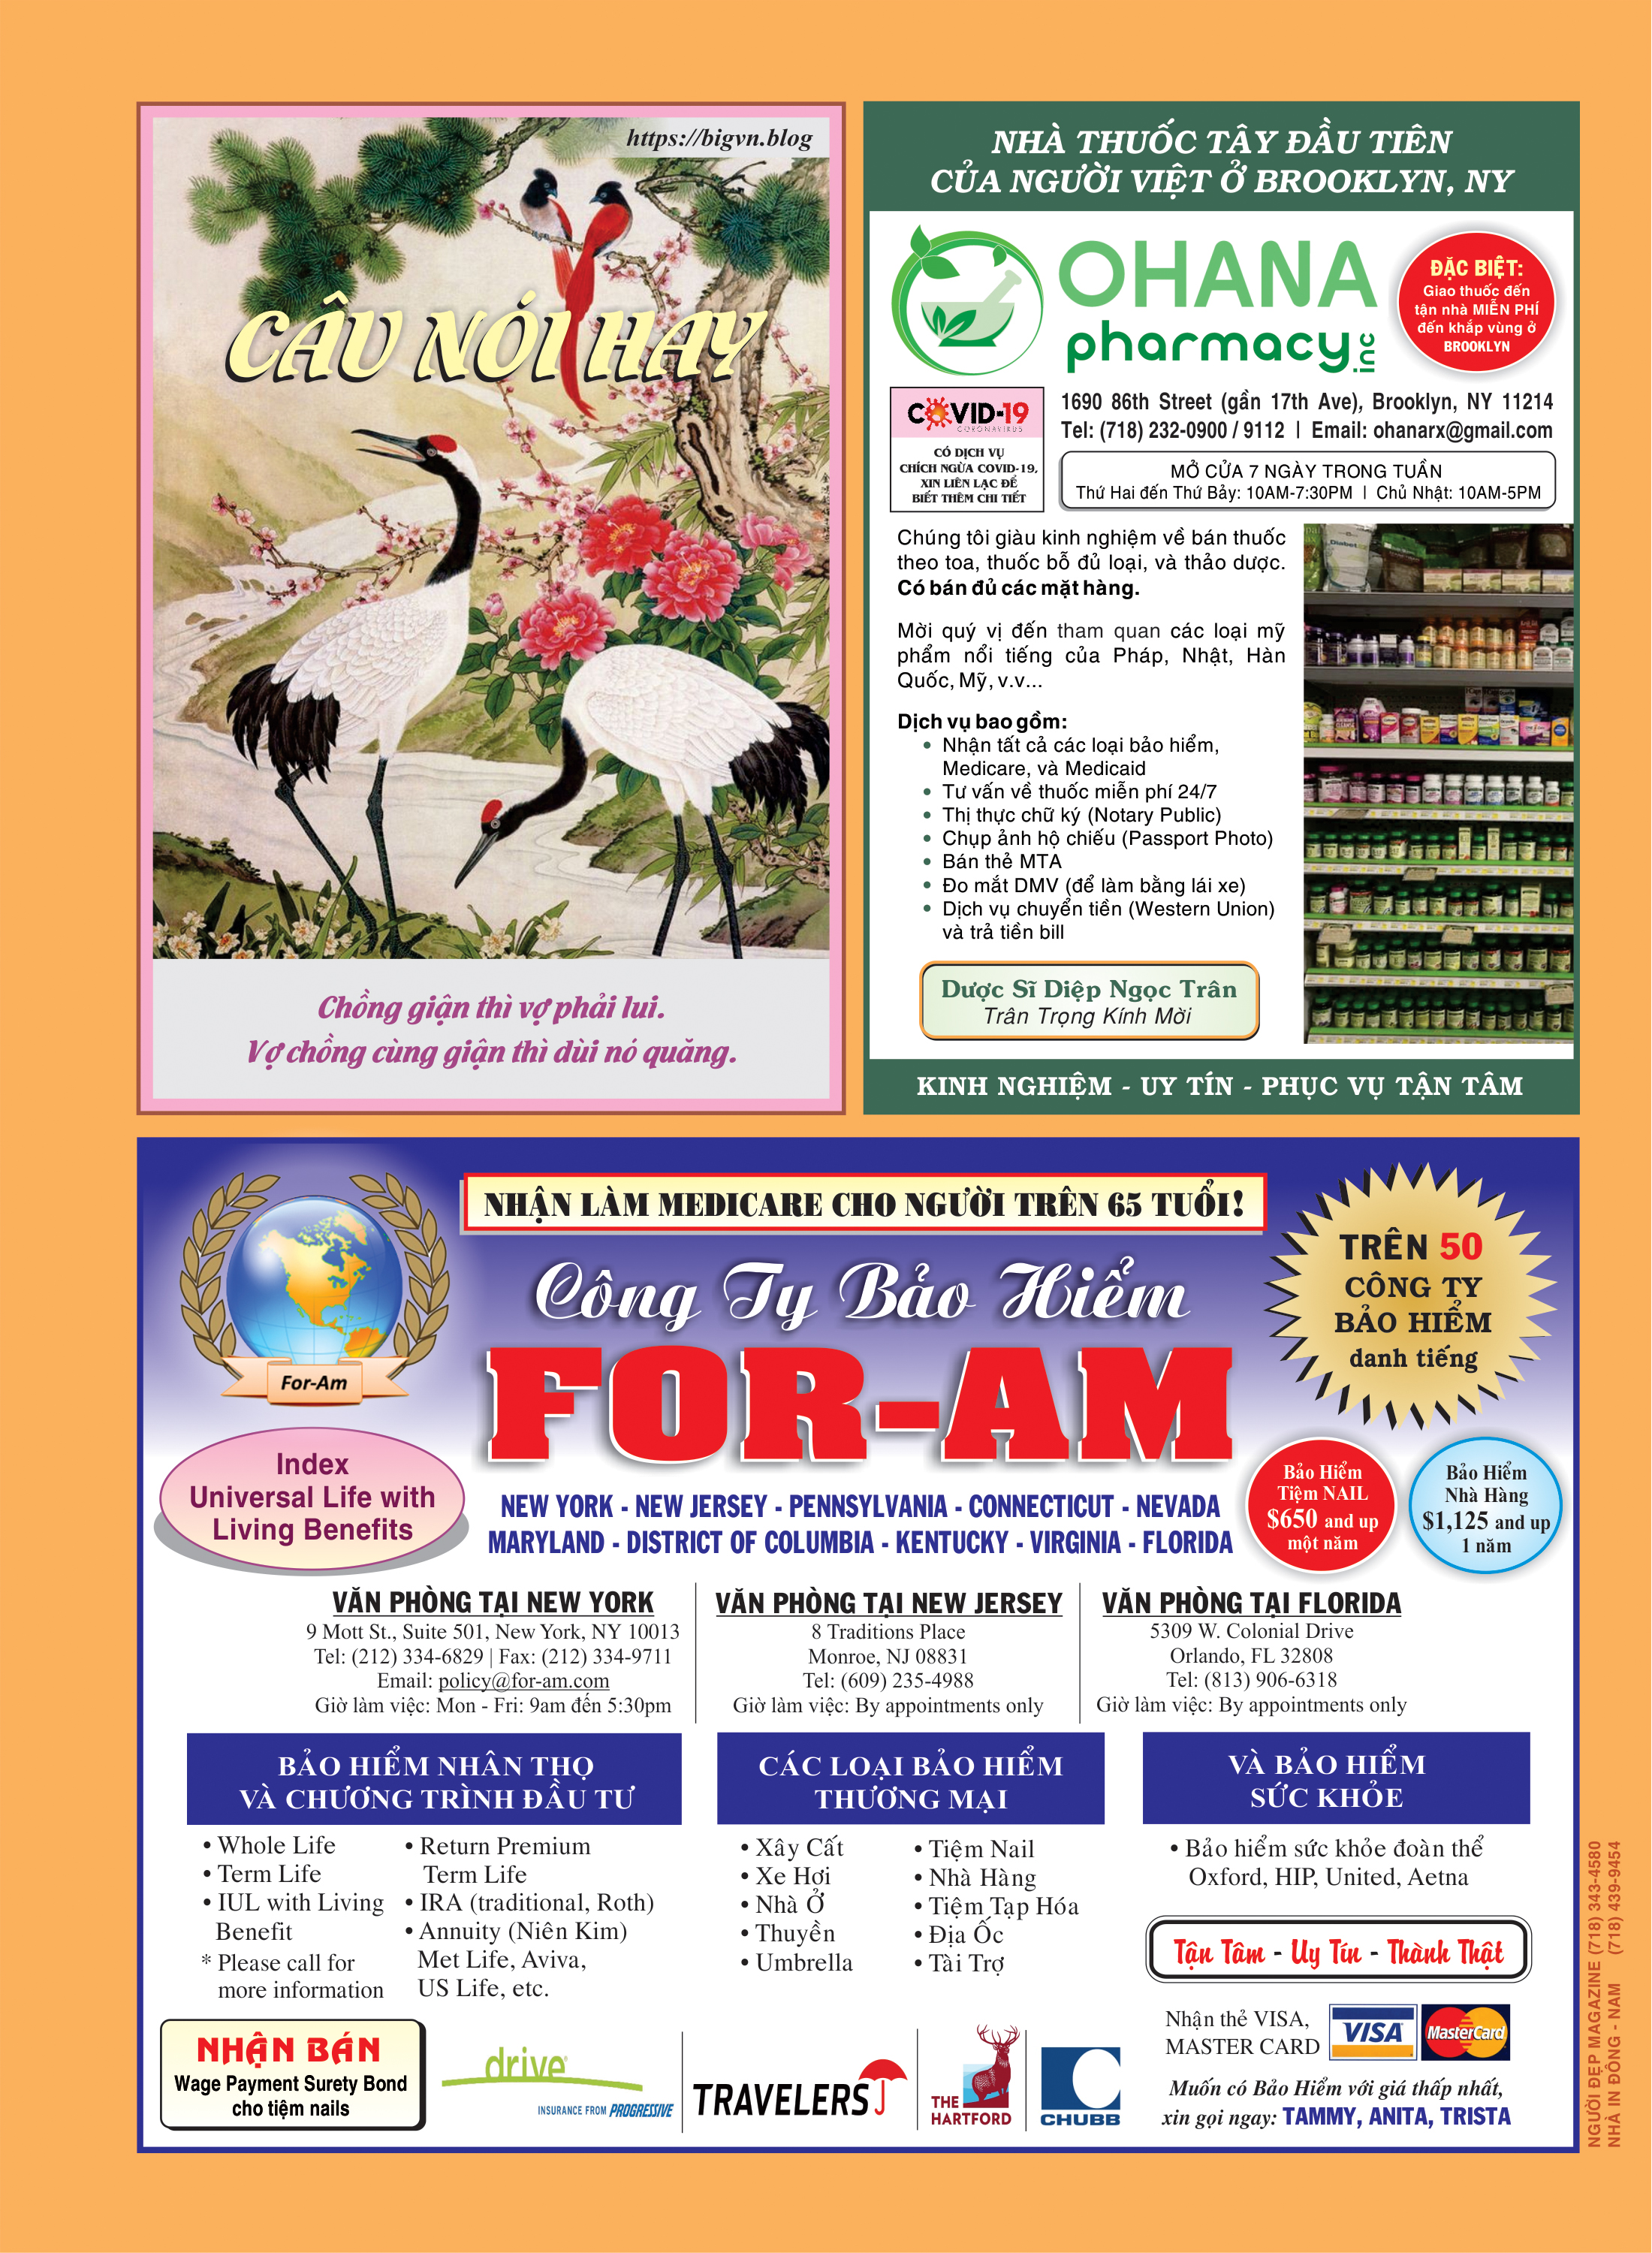 https://bigvn.blog
CÂU NÓI HAY
Chồng giận thì vợ phải lui.
Vợ chồng cùng giận thì dùi nó quăng.
NHÀ THUỐC TÂY ĐẦU TIÊN
CỦA NGƯỜI VIỆT Ở BROOKLYN, NY
OHANA
pharmacy inc
ĐẶC BIỆT:
Giao thuốc đến
tận nhà MIỄN PHÍ
đến khắp vùng ở
BROOKLYN
COVID-19
CORONAVIRUS
CÓ DỊCH VỤ
CHÍCH NGỪA COVID-19,
XIN LIÊN LẠC ĐỂ
BIẾT THÊM CHI TIẾT
1690 86th Street (gần 17th Ave), Brooklyn, NY 11214
Tel: (718) 232-0900 / 9112 | Email: ohanarx@gmail.com
MỞ CỬA 7 NGÀY TRONG TUẦN
Thứ Hai đến Thứ Bảy: 10AM-7:30PM | Chủ Nhật: 10AM-5PM
Chúng tôi giàu kinh nghiệm về bán thuốc
theo toa, thuốc bổ đủ loại, và thảo dược.
Có bán đủ các mặt hàng.
Mời quý vị đến tham quan các loại mỹ
phẩm nổi tiếng của Pháp, Nhật, Hàn
Quốc, Mỹ, v.v...
Dịch vụ bao gồm:
• Nhận tất cả các loại bảo hiểm,
Medicare, và Medicaid
• Tư vấn về thuốc miễn phí 24/7
• Thị thực chữ ký (Notary Public)
• Chụp ảnh hộ chiếu (Passport Photo)
• Bán thẻ MTA
• Đo mắt DMV (để làm bằng lái xe)
• Dịch vụ chuyển tiền (Western Union)
và trả tiền bill
Dược Sĩ Diệp Ngọc Trân
Trân Trọng Kính Mời
KINH NGHIỆM - UY TÍN - PHỤC VỤ TẬN TÂM
NHẬN LÀM MEDICARE CHO NGƯỜI TRÊN 65 TUỔI!
For-Am
Công Ty Bảo Hiểm
FOR-AM
TRÊN 50
CÔNG TY
BẢO HIỂM
danh tiếng
Index
Universal Life with
Living Benefits
NEW YORK - NEW JERSEY - PENNSYLVANIA - CONNECTICUT - NEVADA
MARYLAND - DISTRICT OF COLUMBIA - KENTUCKY - VIRGINIA - FLORIDA
Bảo Hiểm
Tiệm NAIL
$650 and up
một năm
Bảo Hiểm
Nhà Hàng
$1,125 and up
1 năm
VĂN PHÒNG TẠI NEW YORK
9 Mott St., Suite 501, New York, NY 10013
Tel: (212) 334-6829 | Fax: (212) 334-9711
Email: policy@for-am.com
Giờ làm việc: Mon - Fri: 9am đến 5:30pm
VĂN PHÒNG TẠI NEW JERSEY
8 Traditions Place
Monroe, NJ 08831
Tel: (609) 235-4988
Giờ làm việc: By appointments only
VĂN PHÒNG TẠI FLORIDA
5309 W. Colonial Drive
Orlando, FL 32808
Tel: (813) 906-6318
Giờ làm việc: By appointments only
BẢO HIỂM NHÂN THỌ
VÀ CHƯƠNG TRÌNH ĐẦU TƯ
• Whole Life
• Term Life
• IUL with Living
Benefit
* Please call for
more information
• Return Premium
Term Life
• IRA (traditional, Roth)
• Annuity (Niên Kim)
Met Life, Aviva,
US Life, etc.
CÁC LOẠI BẢO HIỂM
THƯƠNG MẠI
• Xây Cất
• Xe Hơi
• Nhà Ở
• Thuyền
• Umbrella
• Tiệm Nail
• Nhà Hàng
• Tiệm Tạp Hóa
• Địa Ốc
• Tài Trợ
VÀ BẢO HIỂM
SỨC KHỎE
• Bảo hiểm sức khỏe đoàn thể
Oxford, HIP, United, Aetna
Tận Tâm - Uy Tín - Thành Thật
NHẬN BÁN
Wage Payment Surety Bond
cho tiệm nails
drive
INSURANCE FROM PROGRESSIVE
TRAVELERS
THE
HARTFORD
CHUBB
Nhận thẻ VISA,
MASTER CARD
VISA
MasterCard
Muốn có Bảo Hiểm với giá thấp nhất,
xin gọi ngay: TAMMY, ANITA, TRISTA
NGƯỜI ĐẸP MAGAZINE (718) 343-4580
NHÀ IN ĐÔNG - NAM (718) 439-9454